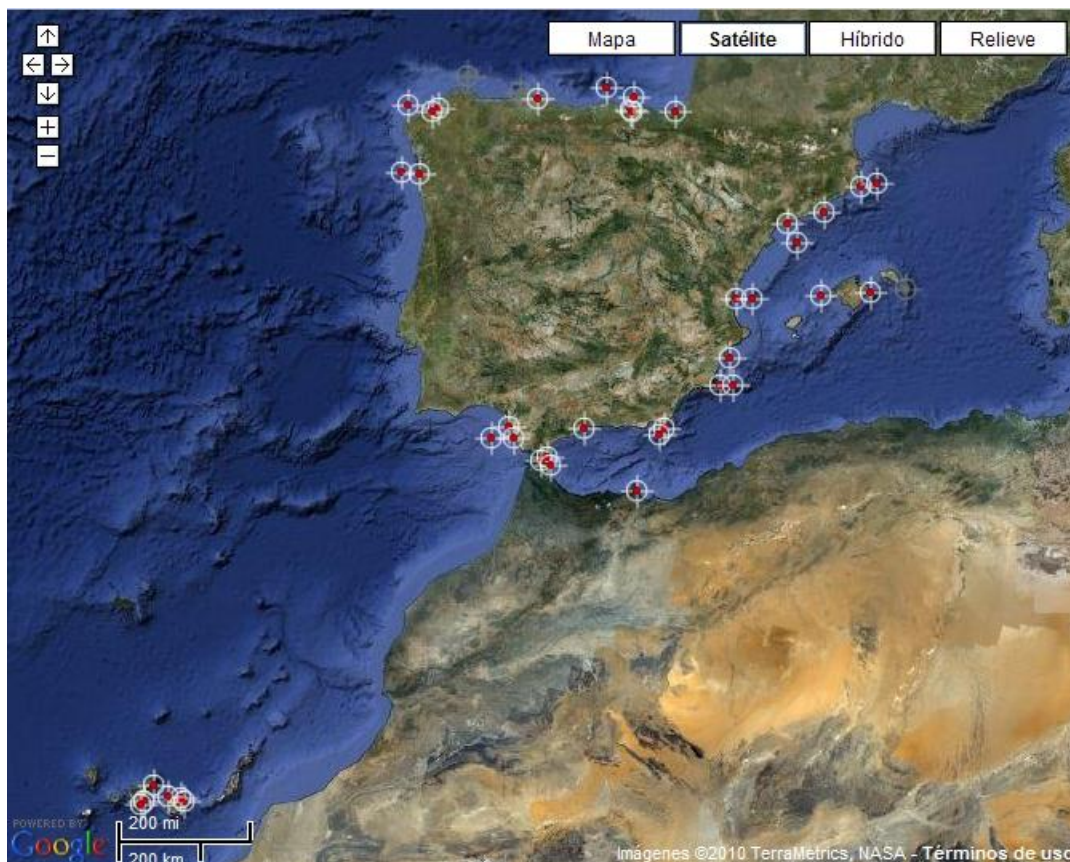 Mapa
Satélite
Híbrido
Relieve
POWERED BY
Google
200 mi
200 km
Imágenes ©2010 TerraMetrics, NASA - Términos de uso